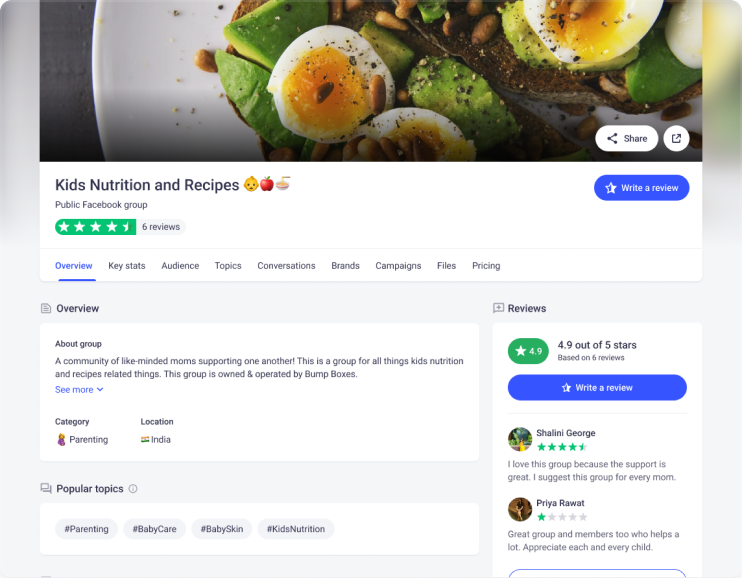 Share
Kids Nutrition and Recipes 👶🍎🍜
Write a review
Public Facebook group
6 reviews
Overview Key stats Audience Topics Conversations Brands Campaigns Files Pricing
Overview
About group
A community of like-minded moms supporting one another! This is a group for all things kids nutrition
and recipes related things. This group is owned & operated by Bump Boxes.
See more
Category
Location
Parenting
India
Popular topics
#Parenting #BabyCare #BabySkin #KidsNutrition
Reviews
4.9
4.9 out of 5 stars
Based on 6 reviews
Write a review
Shalini George
I love this group because the support is
great. I suggest this group for every mom.
Priya Rawat
Great group and members too who helps a
lot. Appreciate each and every child.